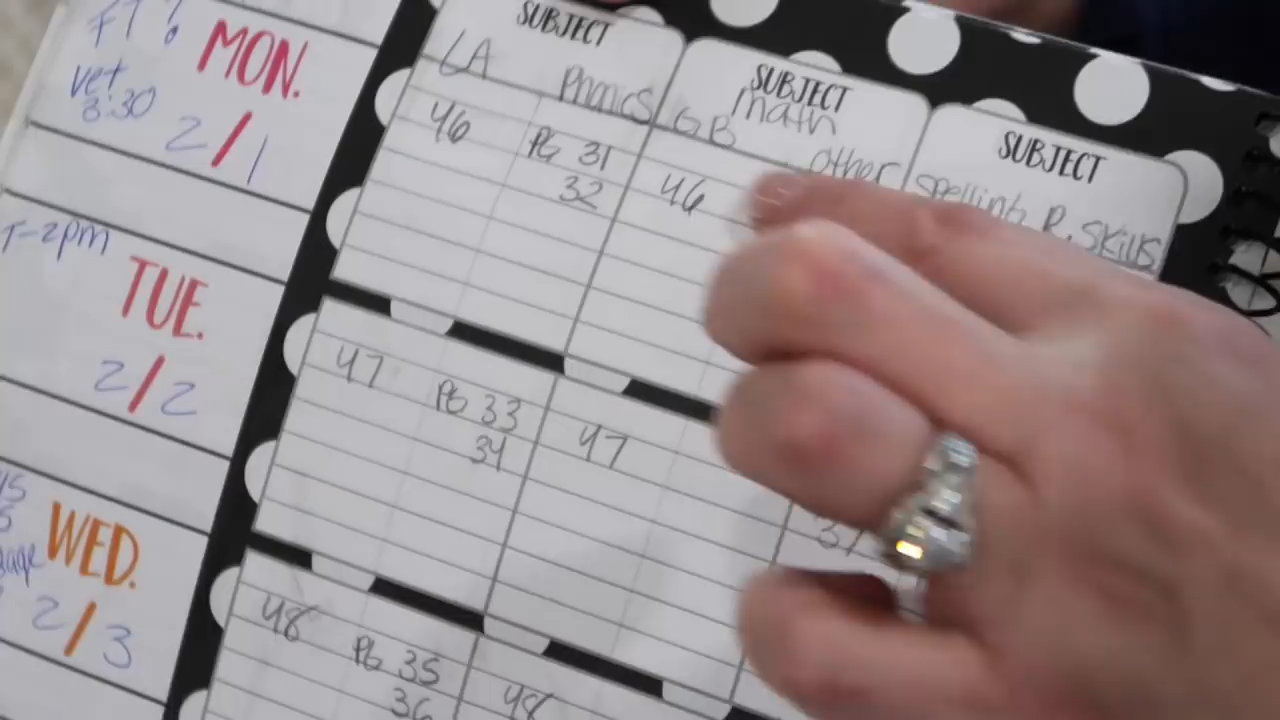 FT?
MON.
vet
3:30
2/1
T-2pm
TUE.
2/2
WED.
2/3
SUBJECT
LA Phonics
46 PG 31
32
47 PG 33
34
48 PG 35
36
SUBJECT
math
GB other
46
47
48
SUBJECT
Spelling R. Skills
37